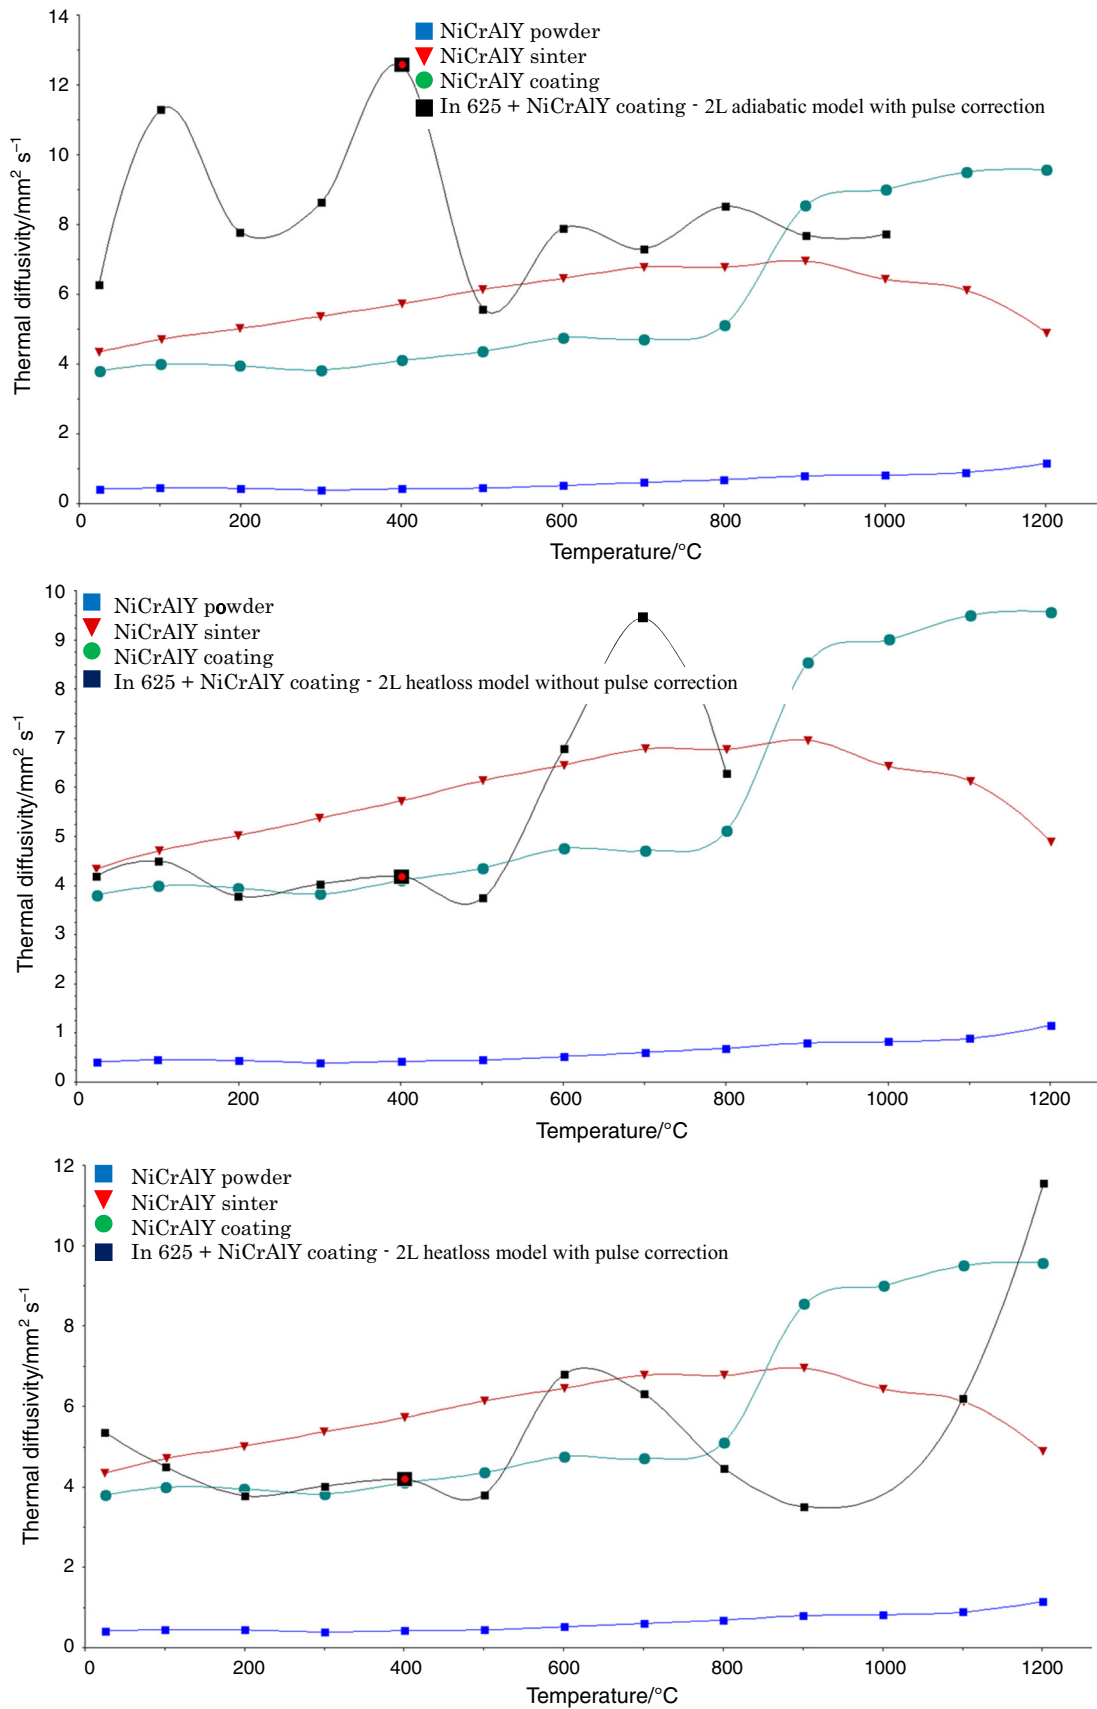 14
NiCrAlY powder
NiCrAlY sinter
12
NiCrAlY coating
In 625 + NiCrAlY coating - 2L adiabatic model with pulse correction
10
8
6
4
2
0
Thermal diffusivity/mm² s⁻¹
0 200 400 600 800 1000 1200
Temperature/°C
10
NiCrAlY powder
NiCrAlY sinter
9
NiCrAlY coating
In 625 + NiCrAlY coating - 2L heatloss model without pulse correction
8
7
6
5
4
3
2
1
0
Thermal diffusivity/mm² s⁻¹
0 200 400 600 800 1000 1200
Temperature/°C
12
NiCrAlY powder
NiCrAlY sinter
NiCrAlY coating
10
In 625 + NiCrAlY coating - 2L heatloss model with pulse correction
8
6
4
2
0
Thermal diffusivity/mm² s⁻¹
0 200 400 600 800 1000 1200
Temperature/°C